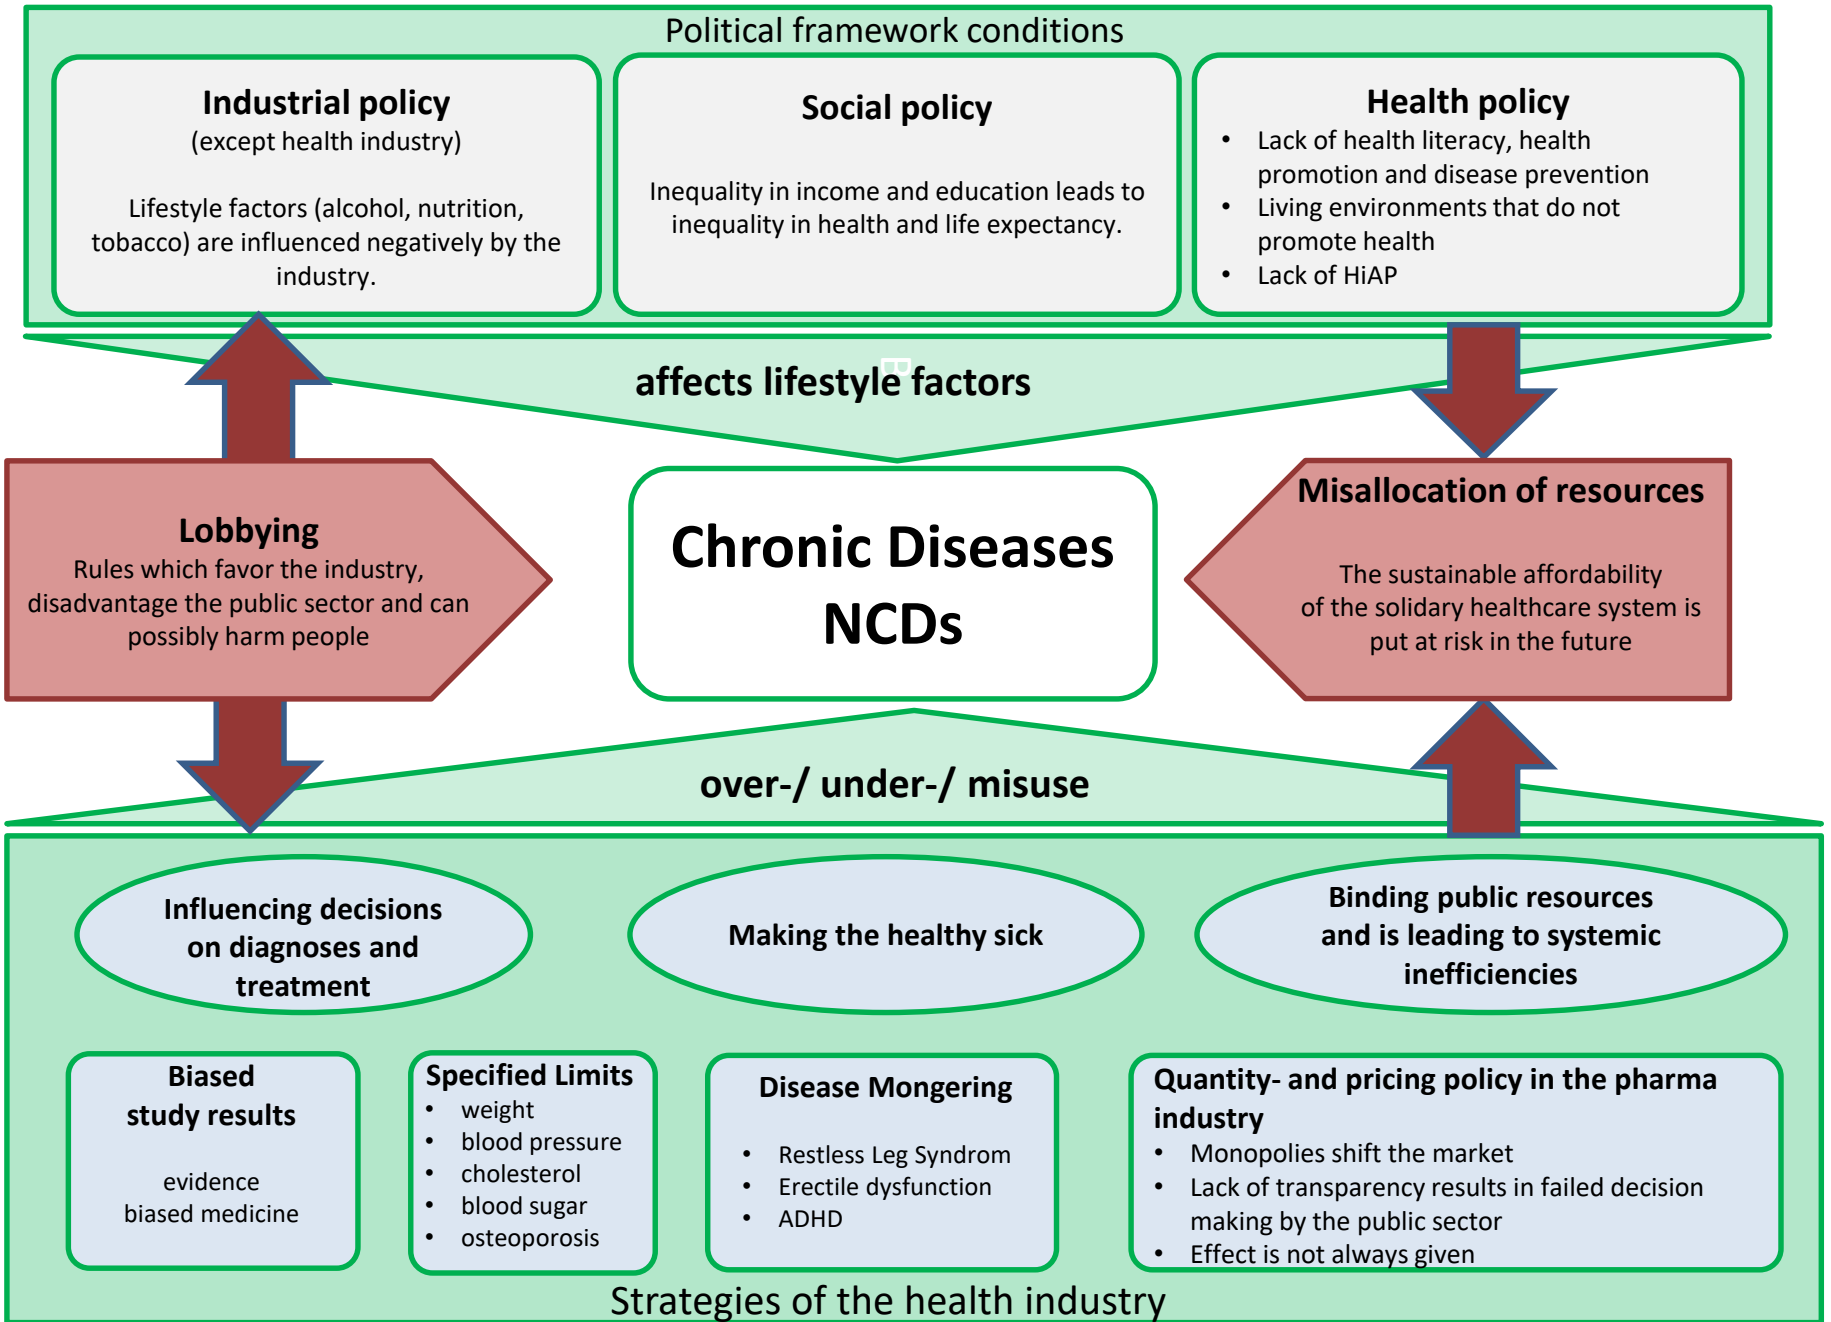 Political framework conditions
Industrial policy
(except health industry)
Lifestyle factors (alcohol, nutrition,
tobacco) are influenced negatively by the
industry.
Social policy
Inequality in income and education leads to
inequality in health and life expectancy.
Health policy
• Lack of health literacy, health
promotion and disease prevention
• Living environments that do not
promote health
• Lack of HiAP
B
affects lifestyle factors
Lobbying
Rules which favor the industry,
disadvantage the public sector and can
possibly harm people
Chronic Diseases
NCDs
Misallocation of resources
The sustainable affordability
of the solidary healthcare system is
put at risk in the future
over-/ under-/ misuse
Influencing decisions
on diagnoses and
treatment
Making the healthy sick
Binding public resources
and is leading to systemic
inefficiencies
Biased
study results
evidence
biased medicine
Specified Limits
• weight
• blood pressure
• cholesterol
• blood sugar
• osteoporosis
Disease Mongering
• Restless Leg Syndrom
• Erectile dysfunction
• ADHD
Quantity- and pricing policy in the pharma
industry
• Monopolies shift the market
• Lack of transparency results in failed decision
making by the public sector
• Effect is not always given
Strategies of the health industry